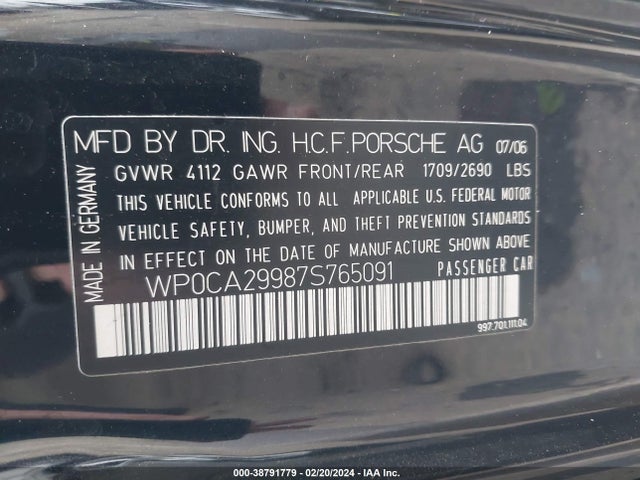 MFD BY DR. ING. H.C.F. PORSCHE AG 07/06
GVWR 4112 GAWR FRONT/REAR 1709/2690 LBS
THIS VEHICLE CONFORMS TO ALL APPLICABLE U.S. FEDERAL MOTOR
VEHICLE SAFETY, BUMPER, AND THEFT PREVENTION STANDARDS
IN EFFECT ON THE DATE OF MANUFACTURE SHOWN ABOVE
WP0CA29987S765091 PASSENGER CAR
997.701.111.04
MADE IN GERMANY
000-38791779 - 02/20/2024 - IAA Inc.